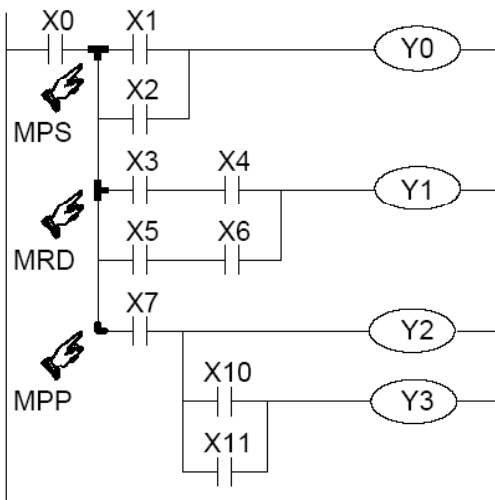 X0 X1 Y0
X2
MPS
X3 X4 Y1
X5 X6
MRD
X7 Y2
X10
MPP Y3
X11